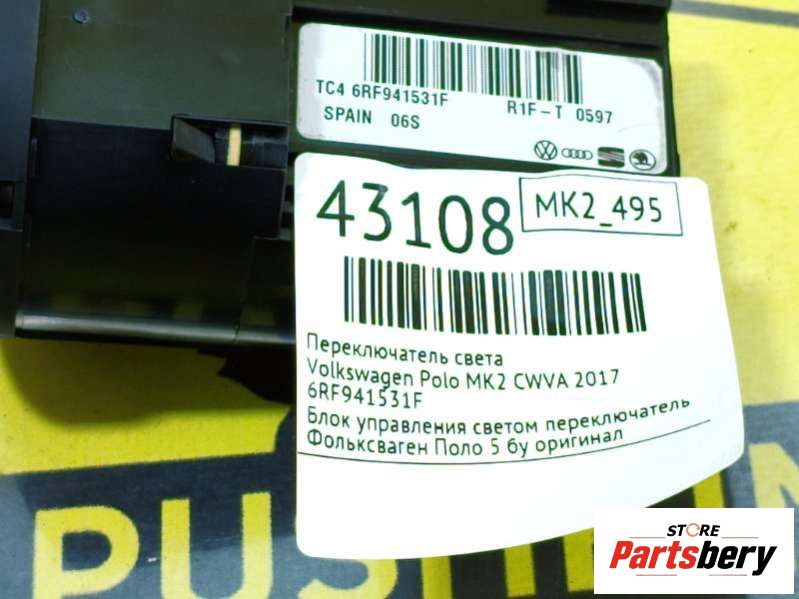 TC4 6RF941531F R1F-T 0597
SPAIN 06S
43108 MK2_495
Переключатель света
Volkswagen Polo MK2 CWVA 2017
6RF941531F
Блок управления светом переключатель
Фольксваген Поло 5 бу оригинал
STORE
Partsbery